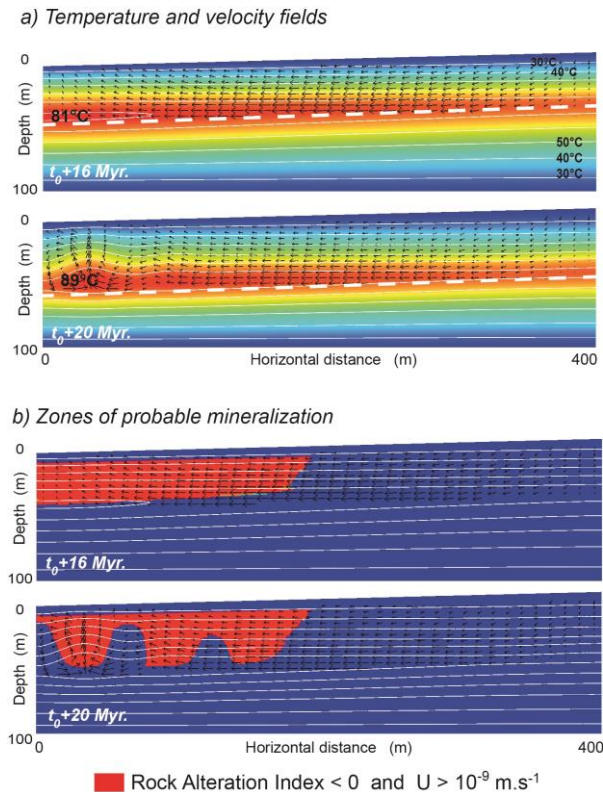 a) Temperature and velocity fields
0
30°C
40°C
Depth (m)
81°C
50°C
40°C
t0+16 Myr.
30°C
100
0
Depth (m)
89°C
t0+20 Myr.
100
0 Horizontal distance (m) 400
b) Zones of probable mineralization
0
Depth (m)
t0+16 Myr.
100
0
Depth (m)
t0+20 Myr.
100
0 Horizontal distance (m) 400
Rock Alteration Index < 0 and U > 10⁻⁹ m.s⁻¹